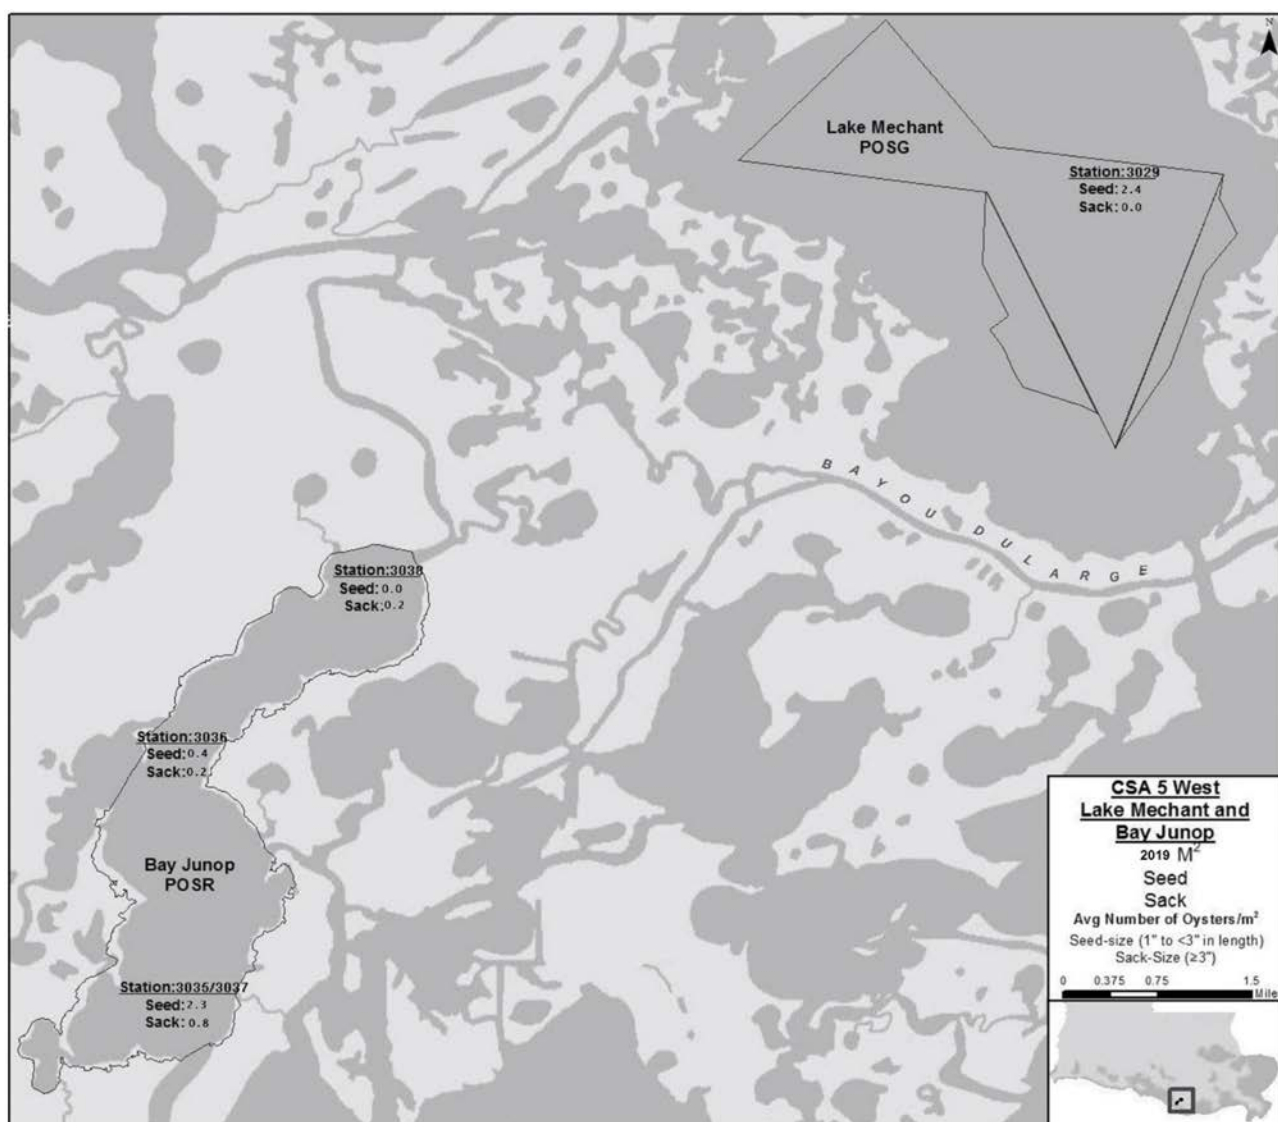 N
Lake Mechant
POSG
Station:3029
Seed:2.4
Sack:0.0
BAYOU DULARGE
Station:3038
Seed:0.0
Sack:0.2
Station:3036
Seed:0.4
Sack:0.2
Bay Junop
POSR
Station:3035/3037
Seed:2.3
Sack:0.8
CSA 5 West
Lake Mechant and
Bay Junop
2019 M²
Seed
Sack
Avg Number of Oysters/m²
Seed-size (1" to <3" in length)
Sack-Size (≥3")
0 0.375 0.75 1.5
Mile